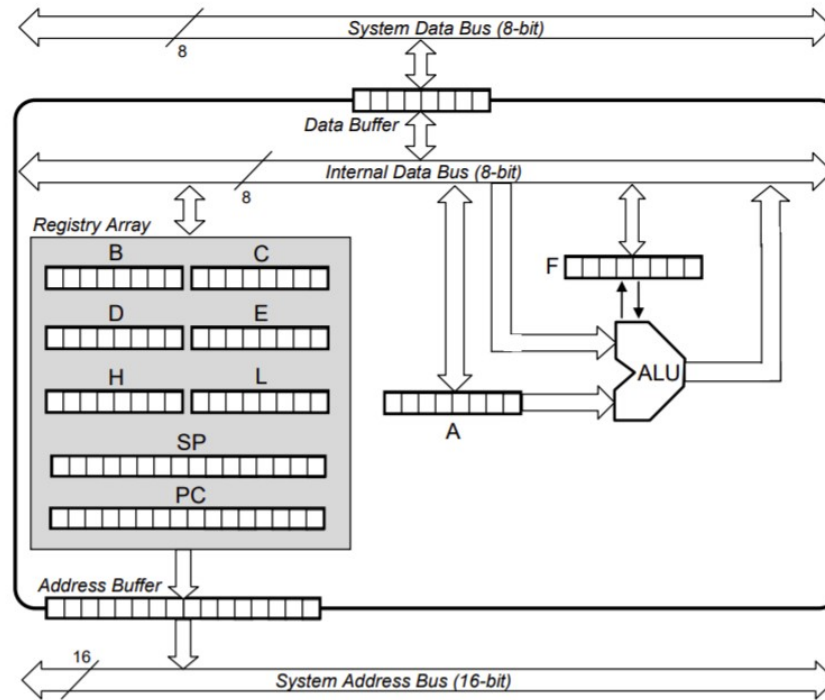 System Data Bus (8-bit)
8
Data Buffer
Internal Data Bus (8-bit)
8
Registry Array
B C
F
D E
ALU
H L
A
SP
PC
Address Buffer
16
System Address Bus (16-bit)